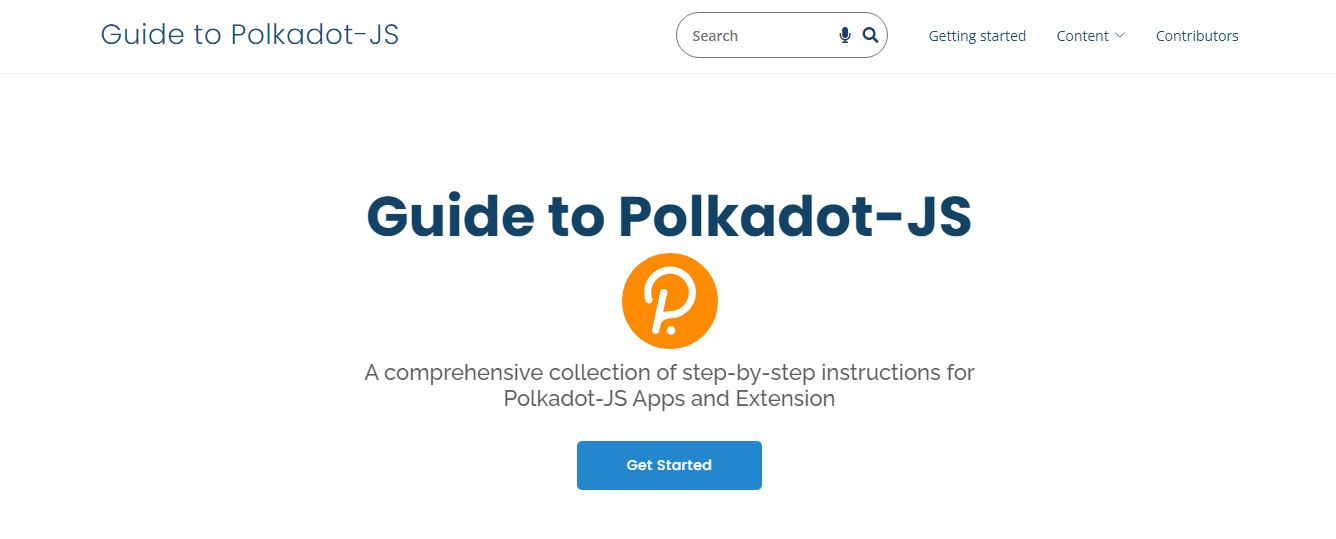 Guide to Polkadot-JS
Search
Getting started
Content
Contributors
Guide to Polkadot-JS
A comprehensive collection of step-by-step instructions for
Polkadot-JS Apps and Extension
Get Started